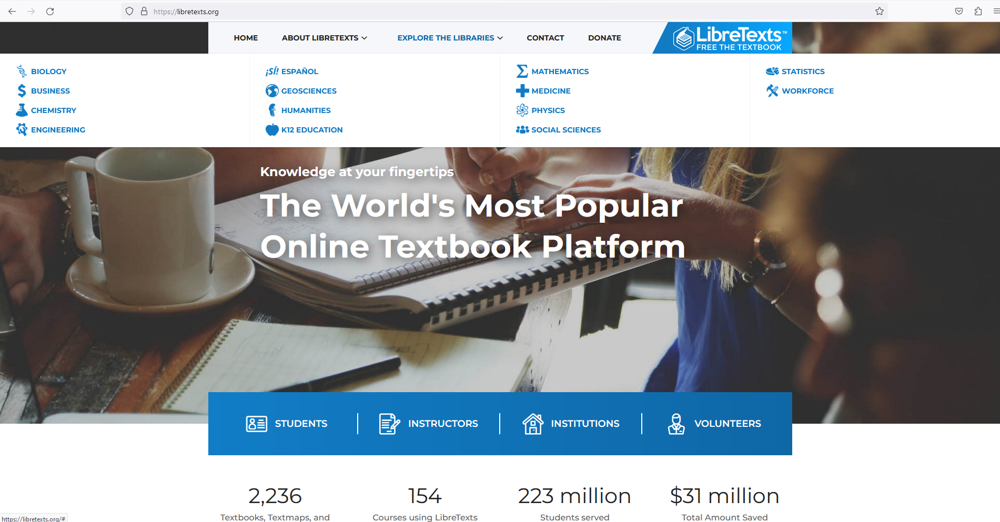 https://libretexts.org
HOME
ABOUT LIBRETEXTS
EXPLORE THE LIBRARIES
CONTACT
DONATE
LibreTexts™
FREE THE TEXTBOOK
BIOLOGY
BUSINESS
CHEMISTRY
ENGINEERING
¡SÍ! ESPAÑOL
GEOSCIENCES
HUMANITIES
K12 EDUCATION
MATHEMATICS
MEDICINE
PHYSICS
SOCIAL SCIENCES
STATISTICS
WORKFORCE
Knowledge at your fingertips
The World's Most Popular
Online Textbook Platform
STUDENTS
INSTRUCTORS
INSTITUTIONS
VOLUNTEERS
2,236
Textbooks, Textmaps, and
154
Courses using LibreTexts
223 million
Students served
$31 million
Total Amount Saved
https://libretexts.org/#